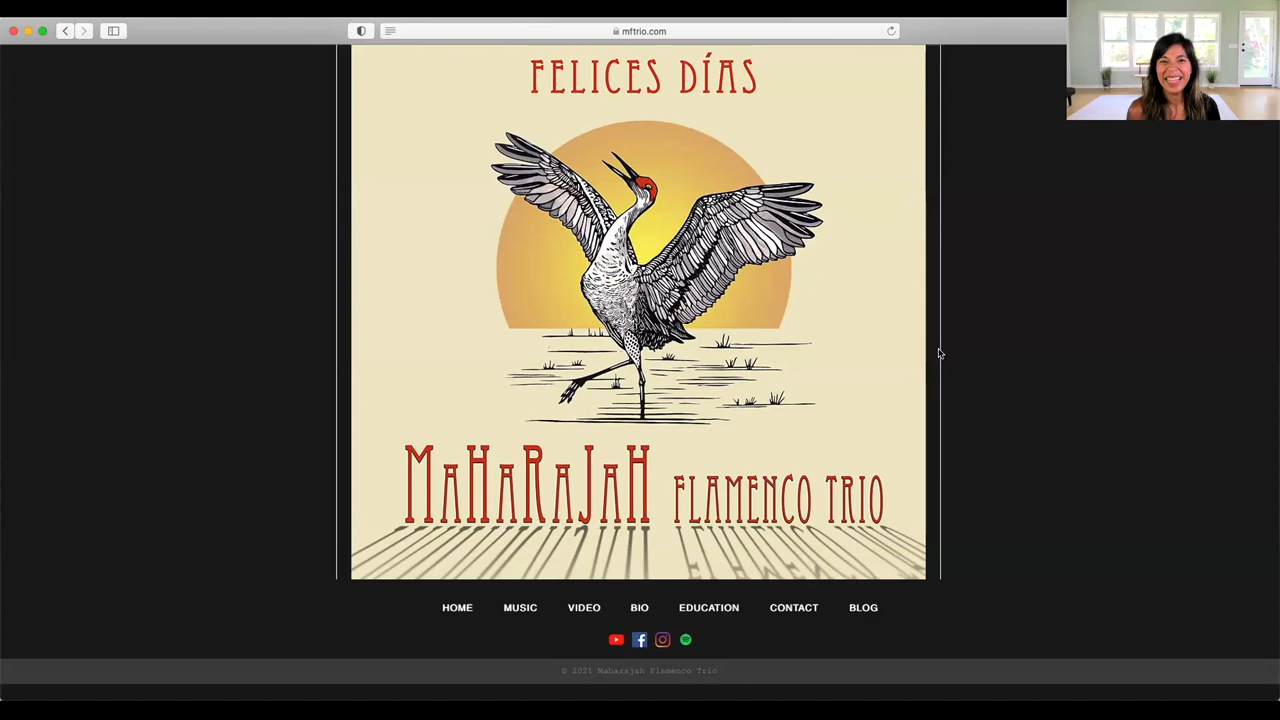 mftrio.com
FELICES DÍAS
MaHaRaJaH FLAMENCO TRIO
HOME MUSIC VIDEO BIO EDUCATION CONTACT BLOG
© 2021 Maharajah Flamenco Trio